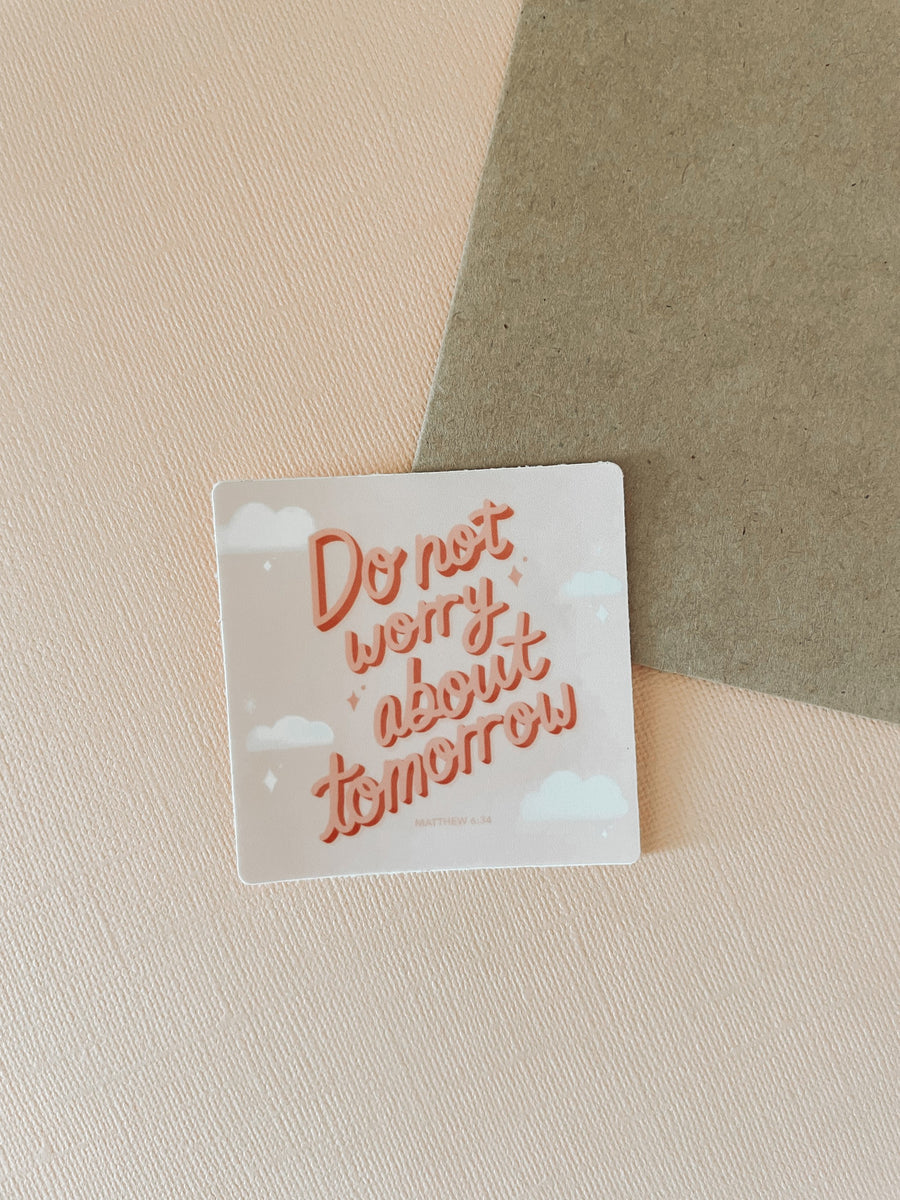 Do not
worry
about
tomorrow
MATTHEW 6:34